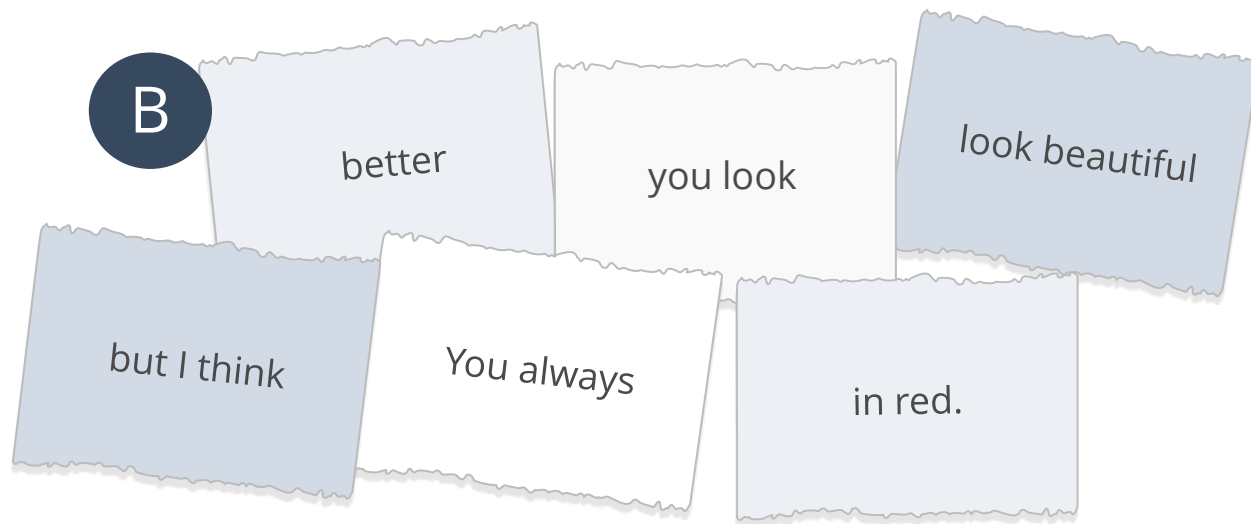 B
better
you look
look beautiful
but I think
You always
in red.